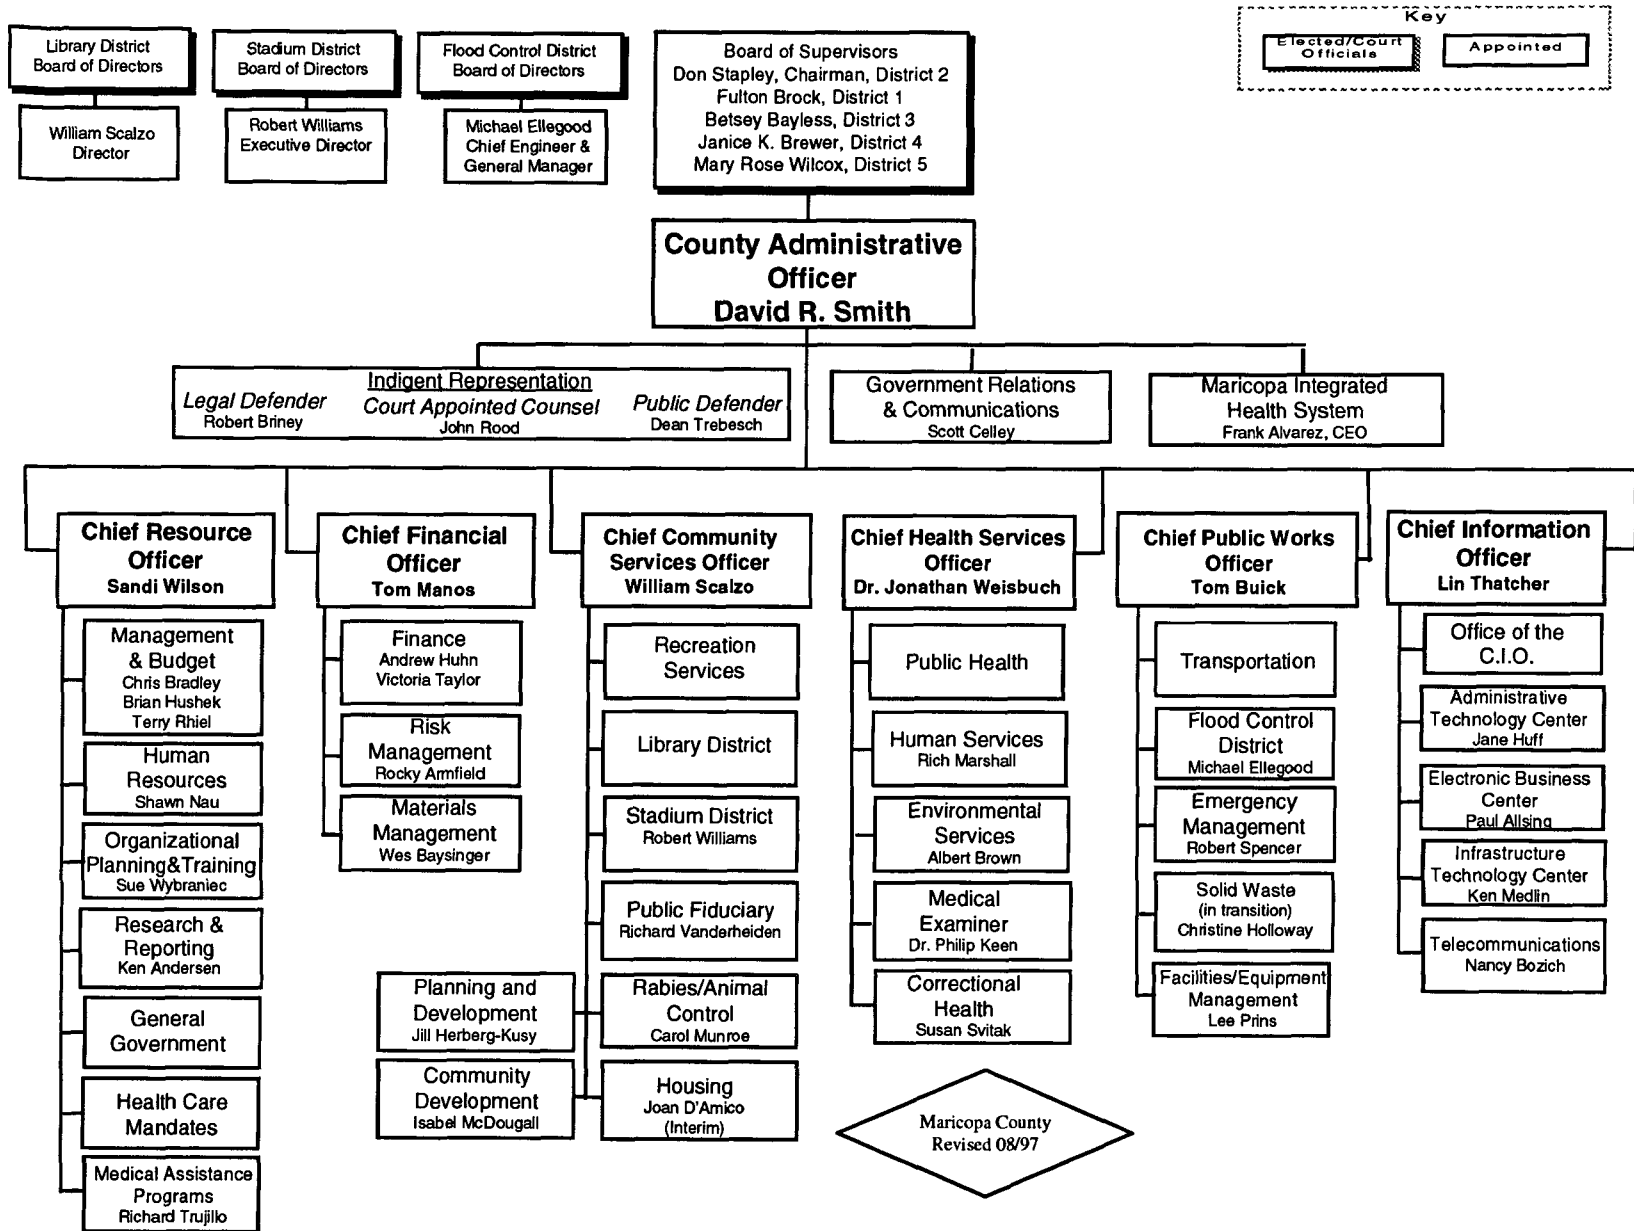 Key
Elected/Court
Officials
Appointed
Library District
Board of Directors
William Scalzo
Director
Stadium District
Board of Directors
Robert Williams
Executive Director
Flood Control District
Board of Directors
Michael Ellegood
Chief Engineer &
General Manager
Board of Supervisors
Don Stapley, Chairman, District 2
Fulton Brock, District 1
Betsey Bayless, District 3
Janice K. Brewer, District 4
Mary Rose Wilcox, District 5
County Administrative
Officer
David R. Smith
Indigent Representation
Legal Defender
Robert Briney
Court Appointed Counsel
John Rood
Public Defender
Dean Trebesch
Government Relations
& Communications
Scott Celley
Maricopa Integrated
Health System
Frank Alvarez, CEO
Chief Resource
Officer
Sandi Wilson
Management
& Budget
Chris Bradley
Brian Hushek
Terry Rhiel
Human
Resources
Shawn Nau
Organizational
Planning&Training
Sue Wybraniec
Research &
Reporting
Ken Andersen
General
Government
Health Care
Mandates
Medical Assistance
Programs
Richard Trujillo
Chief Financial
Officer
Tom Manos
Finance
Andrew Huhn
Victoria Taylor
Risk
Management
Rocky Armfield
Materials
Management
Wes Baysinger
Chief Community
Services Officer
William Scalzo
Recreation
Services
Library District
Stadium District
Robert Williams
Public Fiduciary
Richard Vanderheiden
Planning and
Development
Jill Herberg-Kusy
Rabies/Animal
Control
Carol Munroe
Community
Development
Isabel McDougall
Housing
Joan D'Amico
(Interim)
Chief Health Services
Officer
Dr. Jonathan Weisbuch
Public Health
Human Services
Rich Marshall
Environmental
Services
Albert Brown
Medical
Examiner
Dr. Philip Keen
Correctional
Health
Susan Svitak
Chief Public Works
Officer
Tom Buick
Transportation
Flood Control
District
Michael Ellegood
Emergency
Management
Robert Spencer
Solid Waste
(in transition)
Christine Holloway
Facilities/Equipment
Management
Lee Prins
Chief Information
Officer
Lin Thatcher
Office of the
C.I.O.
Administrative
Technology Center
Jane Huff
Electronic Business
Center
Paul Allsing
Infrastructure
Technology Center
Ken Medlin
Telecommunications
Nancy Bozich
Maricopa County
Revised 08/97